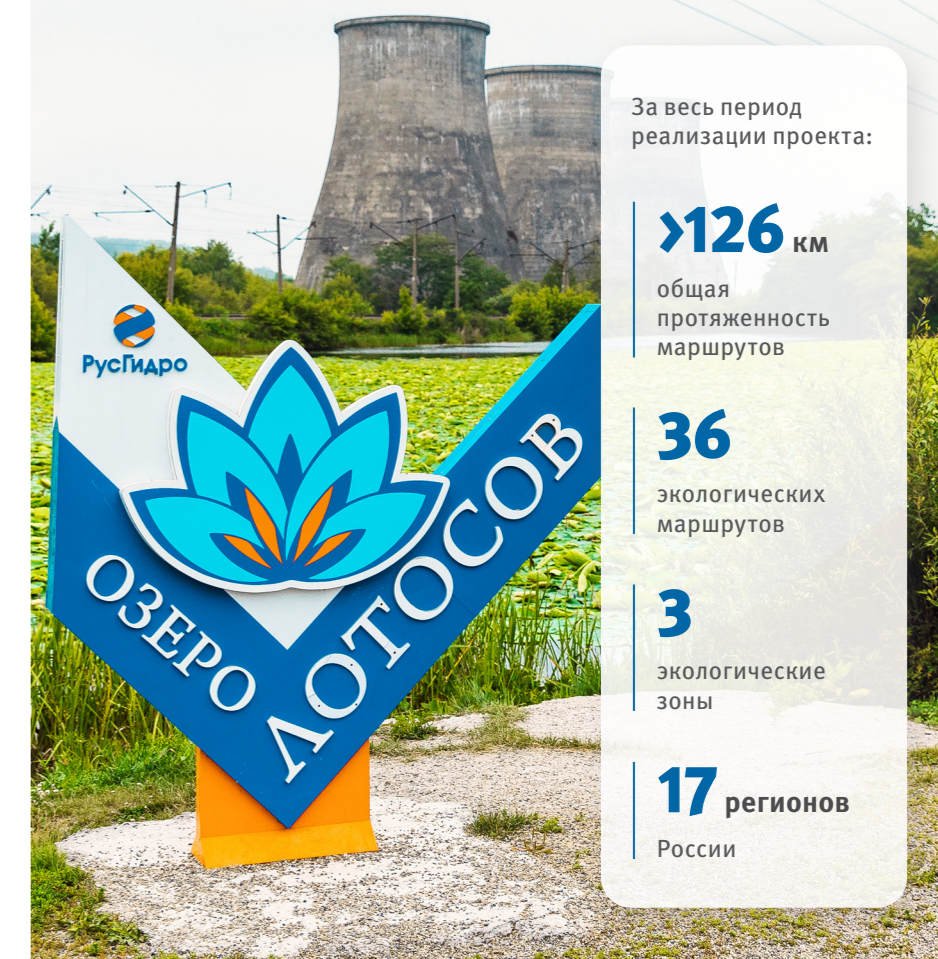 РусГидро
ОЗЕРО
ЛОТОСОВ
За весь период
реализации проекта:
>126 км
общая
протяженность
маршрутов
36
экологических
маршрутов
3
экологические
зоны
17 регионов
России